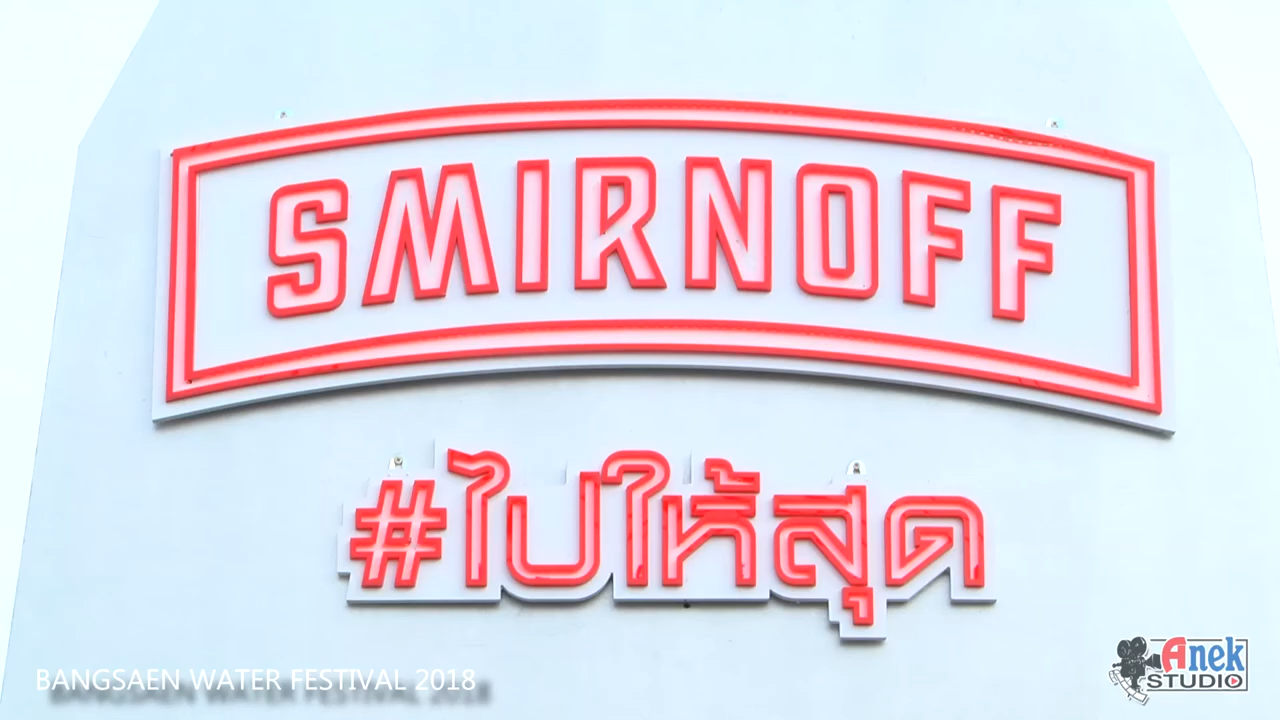 SMIRNOFF
#ไปให้สุด
BANGSAEN WATER FESTIVAL 2018
Anek
STUDIO